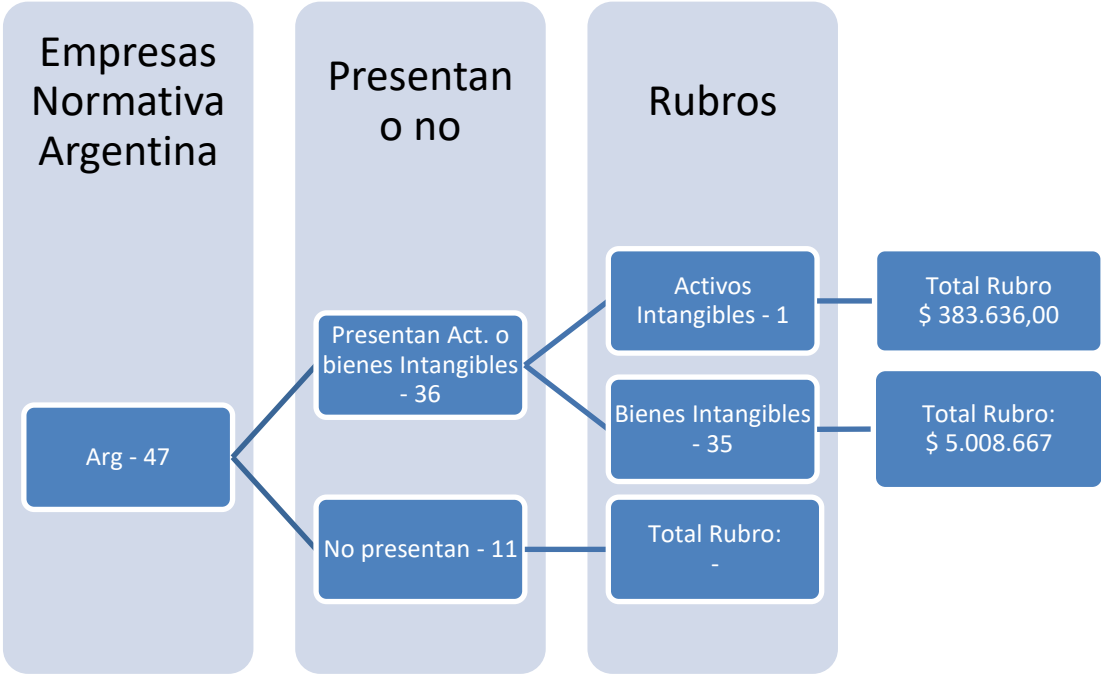 Empresas
Normativa
Argentina
Presentan
o no
Rubros
Arg - 47
Presentan Act. o
bienes Intangibles
- 36
No presentan - 11
Activos
Intangibles - 1
Bienes Intangibles
- 35
Total Rubro:
-
Total Rubro
$ 383.636,00
Total Rubro:
$ 5.008.667